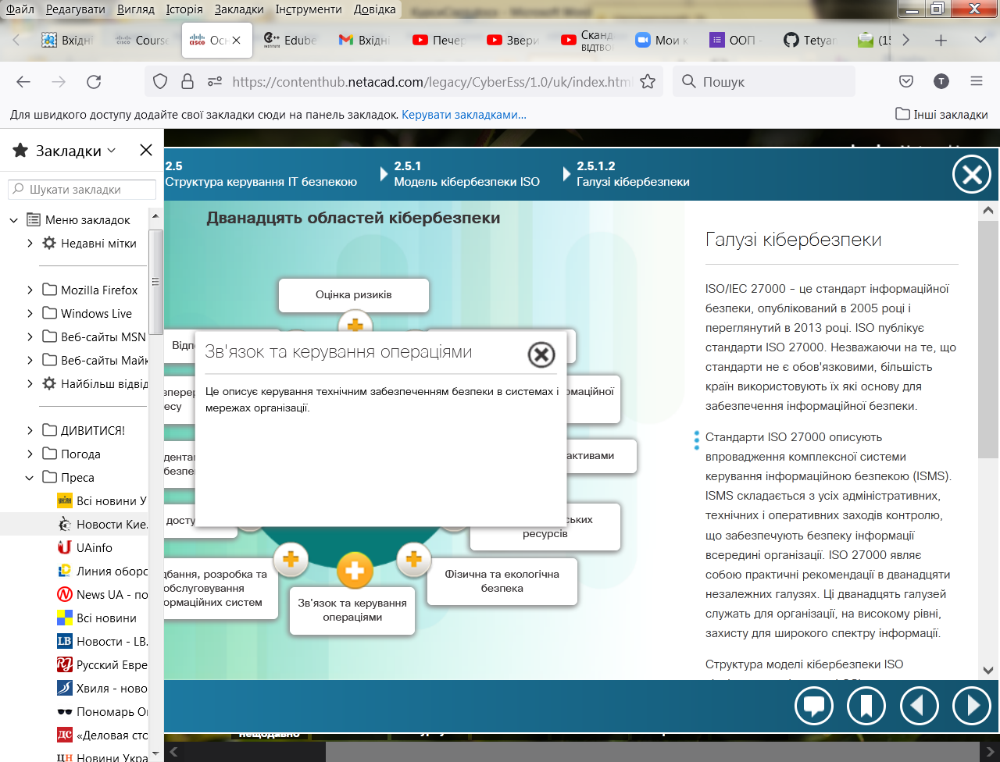 Файл Редагувати Вигляд Історія Закладки Інструменти Довідка
Вхідні Course Осн Edube Вхідні Печер Звери Сканд Мои к ООП - Tetyan (15
відтвор
https://contenthub.netacad.com/legacy/CyberEss/1.0/uk/index.html
Пошук
T
Для швидкого доступу додайте свої закладки сюди на панель закладок. Керувати закладками...
Інші закладки
Закладки
Шукати закладки
Меню закладок
Недавні мітки
Mozilla Firefox
Windows Live
Веб-сайты MSN
Веб-сайты Майк
Найбільш відвід
ДИВИТИСЯ!
Погода
Преса
Всі новини У
Новости Кие.
UAinfo
Линия оборо
News UA - по
Всі новини
Новости - LB.
Русский Евре
Хвиля - ново
Пономарь О
«Деловая сто
Новини Укра
2.5
Структура керування ІТ безпекою
2.5.1
Модель кібербезпеки ISO
2.5.1.2
Галузі кібербезпеки
Дванадцять областей кібербезпеки
Оцінка ризиків
Відпо
рмаційної
зперер
есу
активами
дента
безпе
ських
ресурсів
досту
Фізична та екологічна
безпека
Зв'язок та керування
операціями
дбання, розробка та
обслуговування
ормаційних систем
Зв'язок та керування операціями
Це описує керування технічним забезпеченням безпеки в системах і
мережах організації.
Галузі кібербезпеки
ISO/IEC 27000 - це стандарт інформаційної
безпеки, опублікований в 2005 році і
переглянутий в 2013 році. ISO публікує
стандарти ISO 27000. Незважаючи на те, що
стандарти не є обов'язковими, більшість
країн використовують їх які основу для
забезпечення інформаційної безпеки.
Стандарти ISO 27000 описують
впровадження комплексної системи
керування інформаційною безпекою (ISMS).
ISMS складається з усіх адміністративних,
технічних і оперативних заходів контролю,
що забезпечують безпеку інформації
всередині організації. ISO 27000 являє
собою практичні рекомендації в дванадцяти
незалежних галузях. Ці дванадцять галузей
служать для організації, на високому рівні,
захисту для широкого спектру інформації.
Структура моделі кібербезпеки ISO
нещодавно